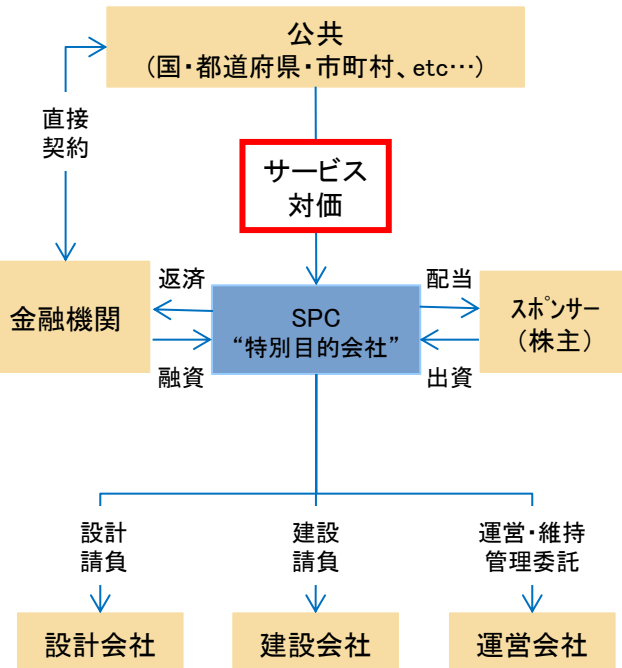 公共
(国・都道府県・市町村、etc…)
直接
契約
サービス
対価
金融機関
返済
融資
SPC
“特別目的会社”
配当
出資
スポンサー
(株主)
設計
請負
建設
請負
運営・維持
管理委託
設計会社
建設会社
運営会社